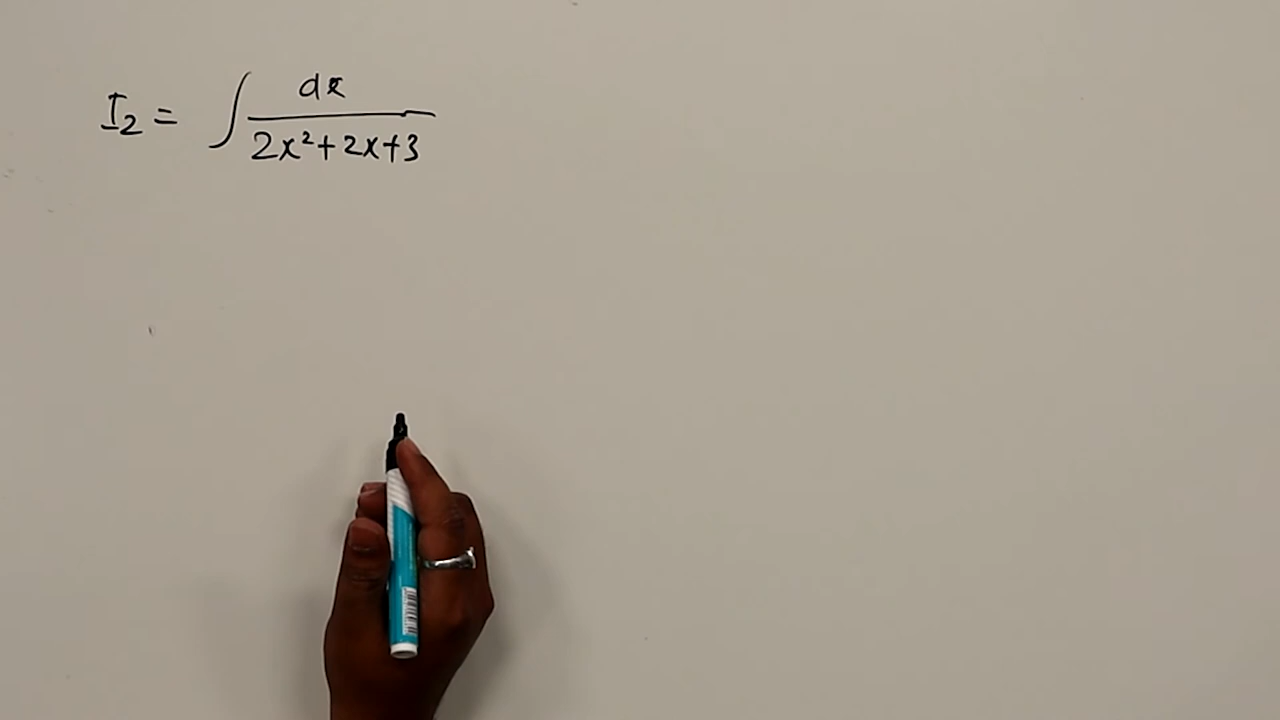 I₂ = ∫ dx / (2x² + 2x + 3)